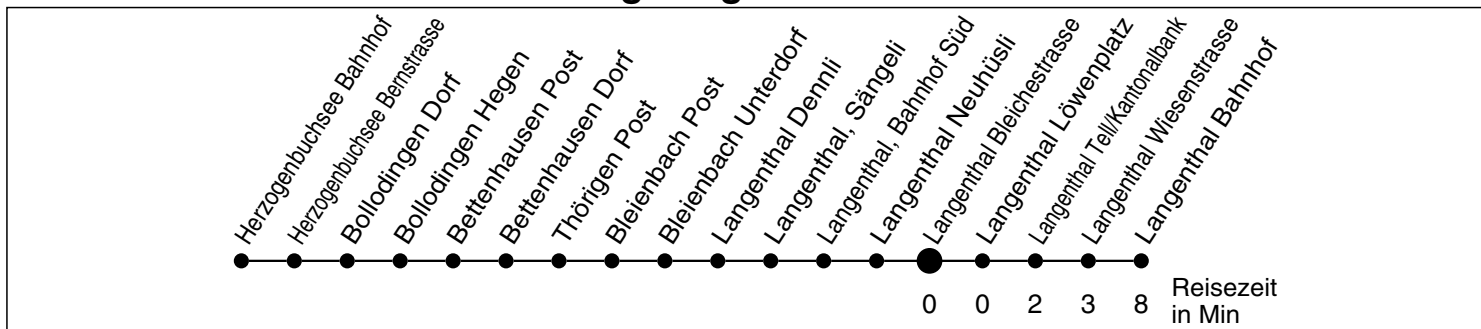 Herzogenbuchsee Bahnhof
Herzogenbuchsee Bernstrasse
Bollodingen Dorf
Bollodingen Hegen
Bettenhausen Post
Bettenhausen Dorf
Thörigen Post
Bleienbach Post
Bleienbach Unterdorf
Langenthal Dennli
Langenthal, Sängeli
Langenthal, Bahnhof Süd
Langenthal Neuhüsli
Langenthal Bleichestrasse
Langenthal Löwenplatz
Langenthal Tell/Kantonalbank
Langenthal Wiesenstrasse
Langenthal Bahnhof
0 0 2 3 8 Reisezeit
in Min